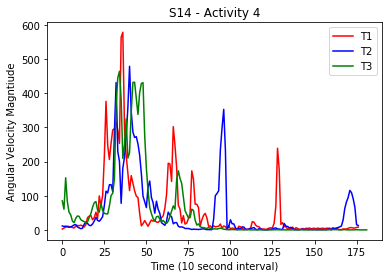 S14 - Activity 4
T1
T2
T3
Angular Velocity Magntiude
600
500
400
300
200
100
0
0 25 50 75 100 125 150 175
Time (10 second interval)